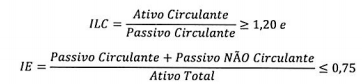 ILC = Ativo Circulante / Passivo Circulante ≥ 1,20 e
IE = Passivo Circulante + Passivo NÃO Circulante / Ativo Total ≤ 0,75